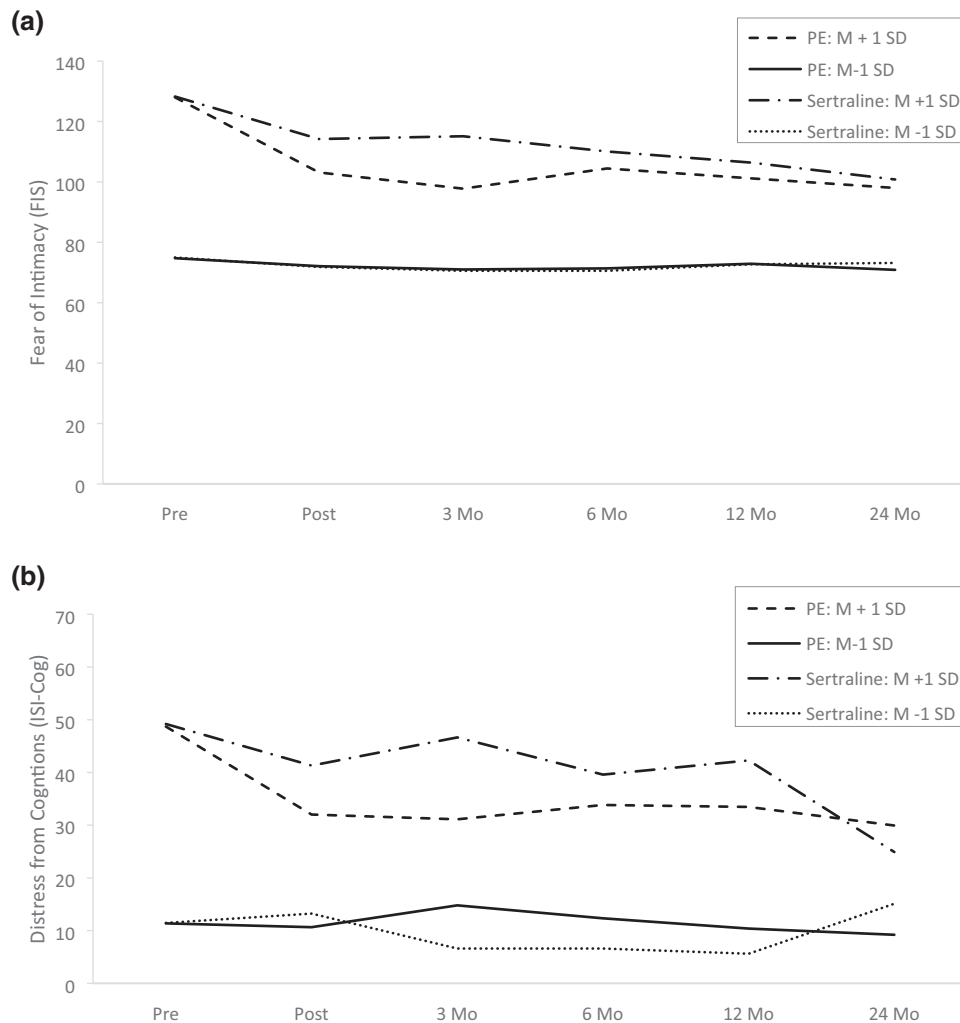 (a)
PE: M + 1 SD
PE: M-1 SD
Sertraline: M +1 SD
Sertraline: M -1 SD
140
120
100
80
60
40
20
0
Fear of Intimacy (FIS)
Pre Post 3 Mo 6 Mo 12 Mo 24 Mo
(b)
PE: M + 1 SD
PE: M-1 SD
Sertraline: M +1 SD
Sertraline: M -1 SD
70
60
50
40
30
20
10
0
Distress from Cogntions (ISI-Cog)
Pre Post 3 Mo 6 Mo 12 Mo 24 Mo